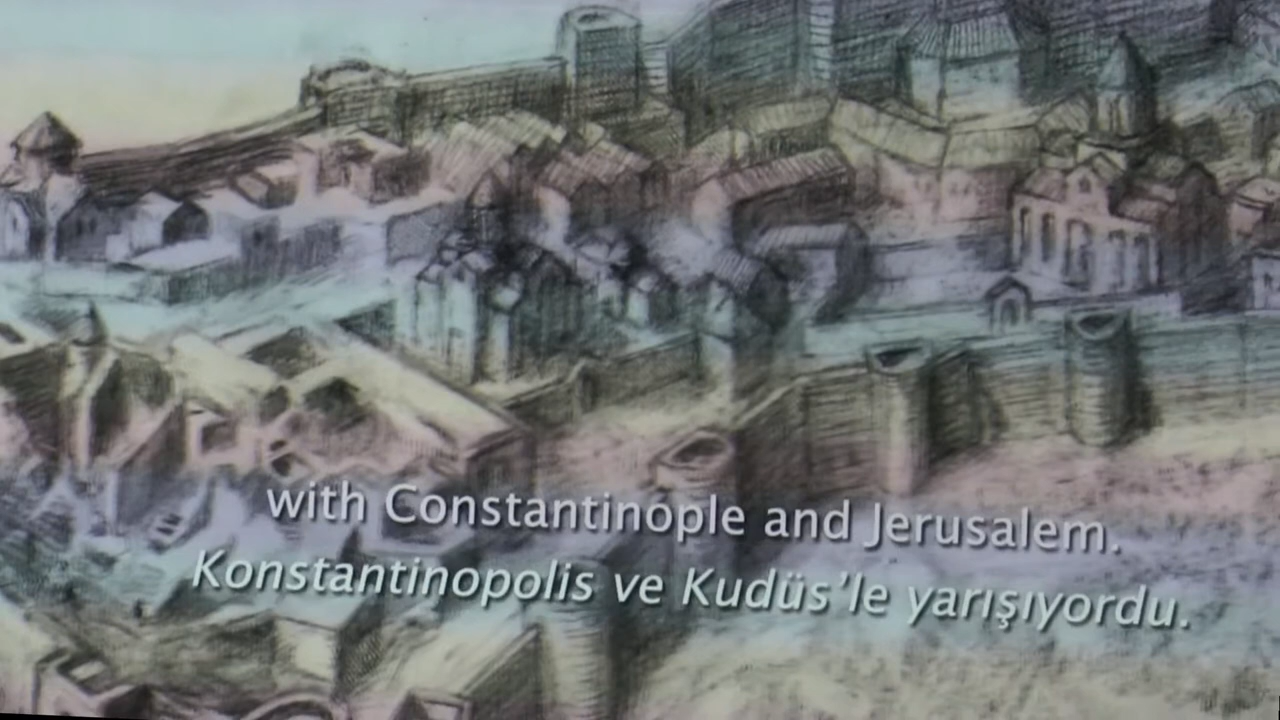 with Constantinople and Jerusalem.
Konstantinopolis ve Kudüs’le yarışıyordu.